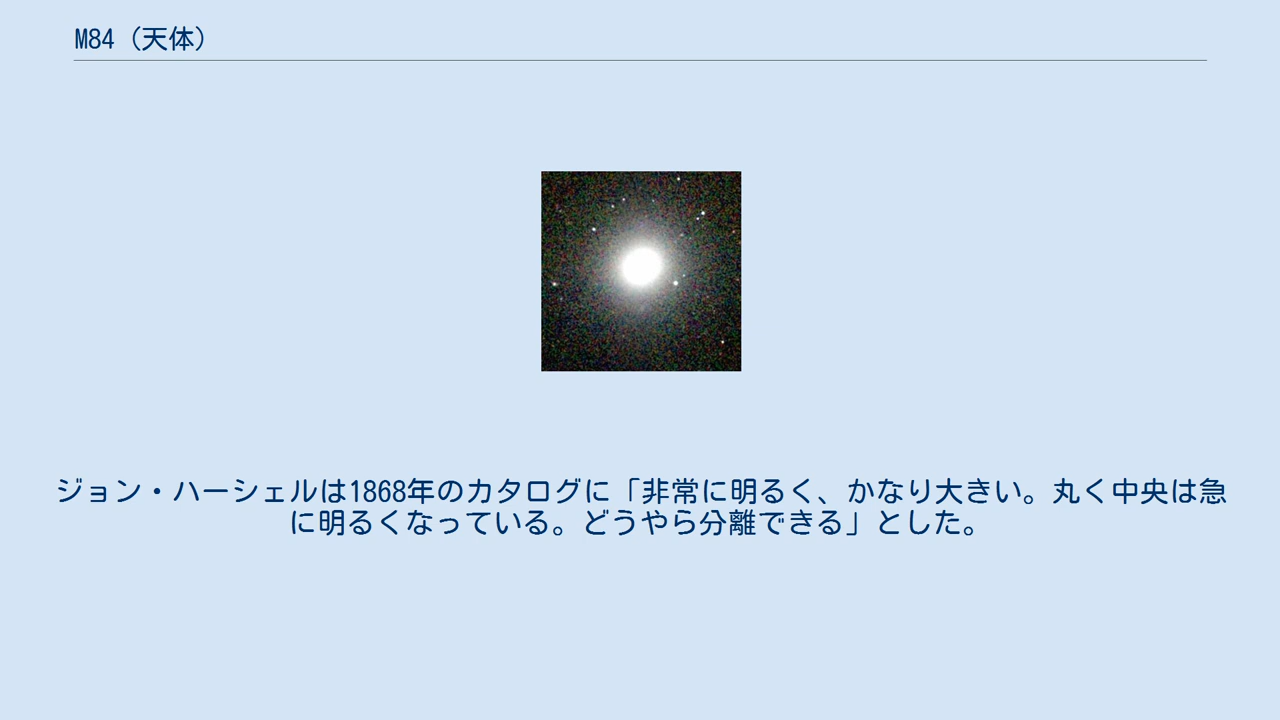 M84（天体）
ジョン・ハーシェルは1868年のカタログに「非常に明るく、かなり大きい。丸く中央は急
に明るくなっている。どうやら分離できる」とした。